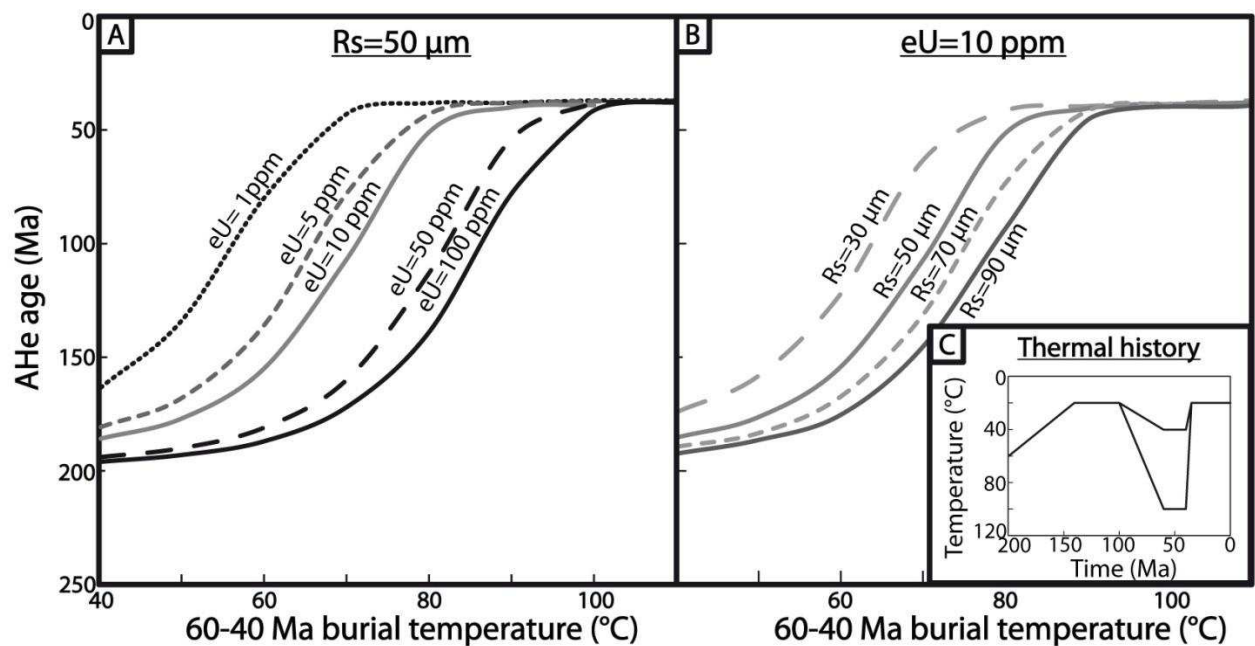 A
Rs=50 µm
B
eU=10 ppm
0
50
100
150
200
250
AHe age (Ma)
eU= 1ppm
eU=5 ppm
eU=10 ppm
eU=50 ppm
eU=100 ppm
Rs=30 µm
Rs=50 µm
Rs=70 µm
Rs=90 µm
C
Thermal history
0
40
80
120
Temperature (°C)
200 150 100 50 0
Time (Ma)
40 60 80 100
60 80 100
60-40 Ma burial temperature (°C)
60-40 Ma burial temperature (°C)